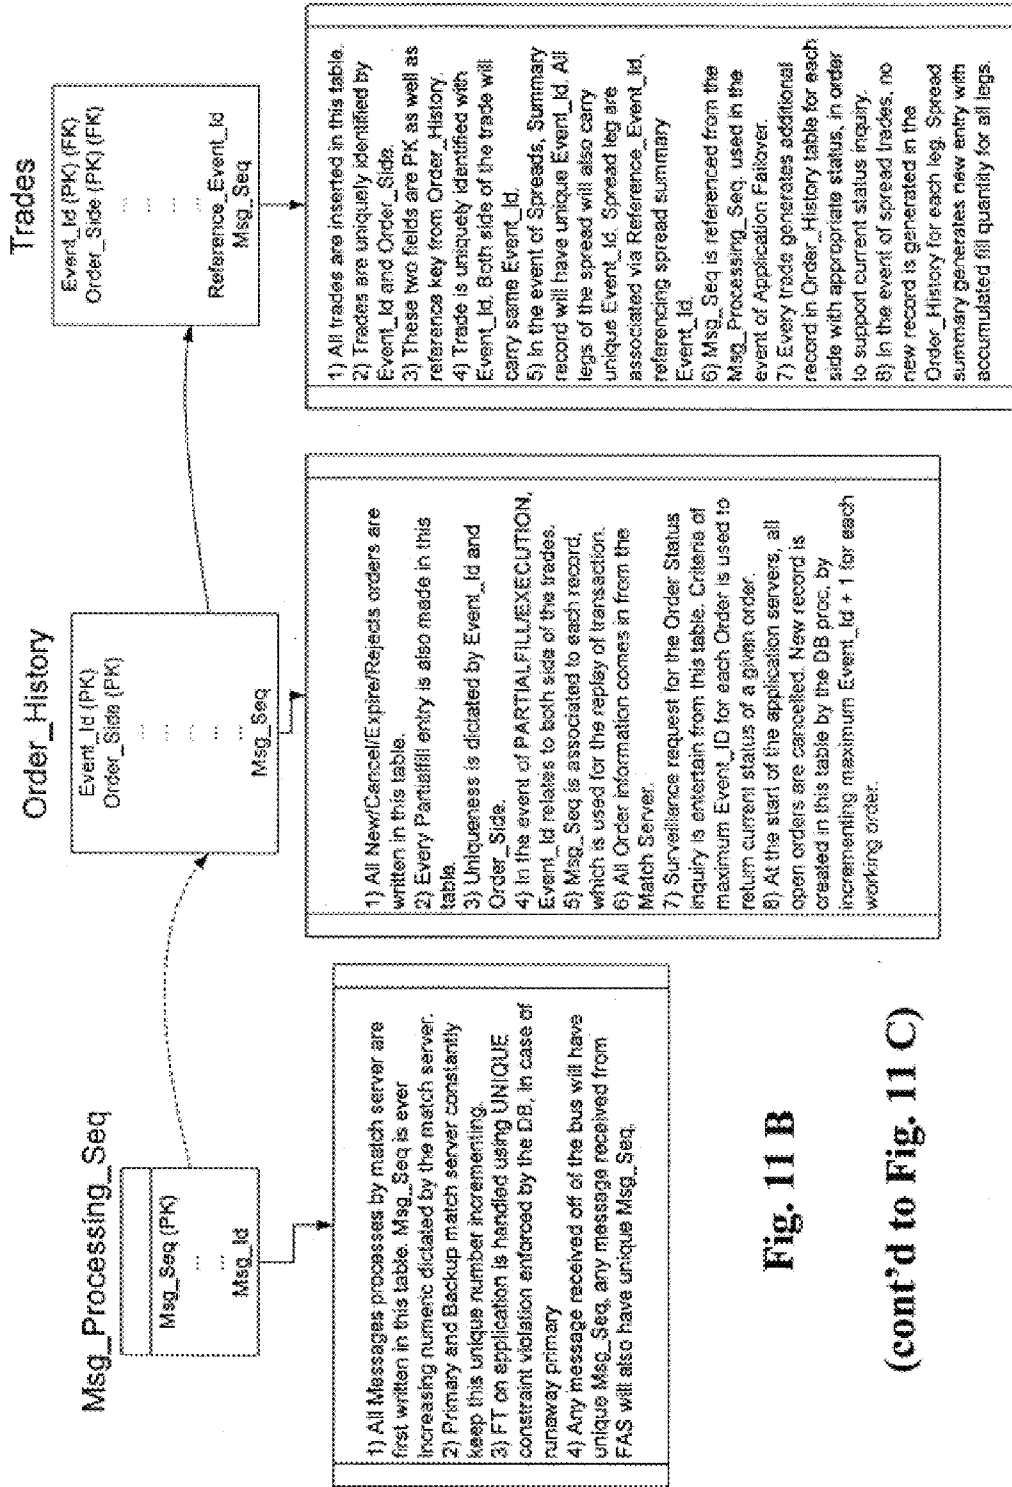 Msg_Processing_Seq
Msg_Seq (PK)
...
...
Msg_Id
1) All Messages processes by match server are
first written in this table. Msg_Seq is ever
increasing numeric dictated by the match server.
2) Primary and Backup match server constantly
keep this unique number incrementing.
3) FT on application is handled using UNIQUE
constraint violation enforced by the DB, in case of
runaway primary
4) Any message received off of the bus will have
unique Msg_Seq, any message received from
FAS will also have unique Msg_Seq.
Order_History
Event_Id (PK)
Order_Side (PK)
...
...
...
...
...
Msg_Seq
1) All New/Cancel/Expire/Rejects orders are
written in this table.
2) Every Partialfill entry is also made in this
table.
3) Uniqueness is dictated by Event_Id and
Order_Side.
4) In the event of PARTIALFILL/EXECUTION,
Event_Id relates to both side of the trades.
5) Msg_Seq is associated to each record,
which is used for the replay of transaction.
6) All Order information comes in from the
Match Server.
7) Surveillance request for the Order Status
inquiry is entertain from this table. Criteria of
maximum Event_ID for each Order is used to
return current status of a given order.
8) At the start of the application servers, all
open orders are cancelled. New record is
created in this table by the DB proc, by
incrementing maximum Event_Id + 1 for each
working order.
Trades
Event_Id (PK) (FK)
Order_Side (PK) (FK)
...
...
...
...
Reference_Event_Id
Msg_Seq
1) All trades are inserted in this table.
2) Trades are uniquely identified by
Event_Id and Order_Side.
3) These two fields are PK as well as
reference key from Order_History.
4) Trade is uniquely identified with
Event_Id. Both side of the trade will
carry same Event_Id.
5) In the event of Spreads, Summary
record will have unique Event_Id. All
legs of the spread will also carry
unique Event_Id. Spread leg are
associated via Reference_Event_Id,
referencing spread summary
Event_Id.
6) Msg_Seq is referenced from the
Msg_Processing_Seq, used in the
event of Application Failover.
7) Every trade generates additional
record in Order_History table for each
side with appropriate status, in order
to support current status inquiry.
8) In the event of spread trades, no
new record is generated in the
Order_History for each leg. Spread
summary generates new entry with
accumulated fill quantity for all legs.
Fig. 11 B
(cont'd to Fig. 11 C)